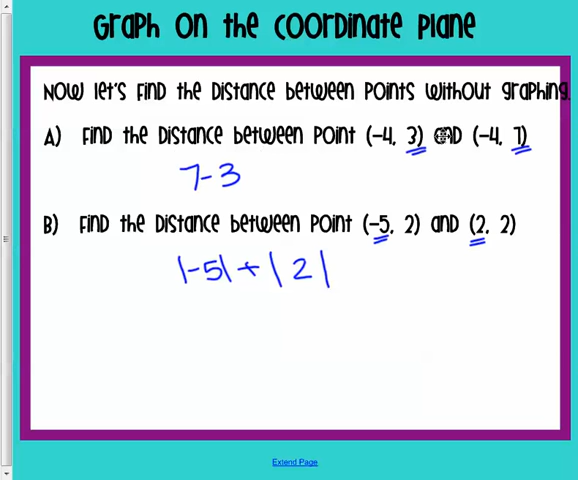 Graph on the Coordinate Plane
Now let's find the distance between points without graphing.
A) Find the distance between point (-4, 3) and (-4, 7)
7-3
B) Find the distance between point (-5, 2) and (2, 2)
|-5| + | 2 |
Extend Page